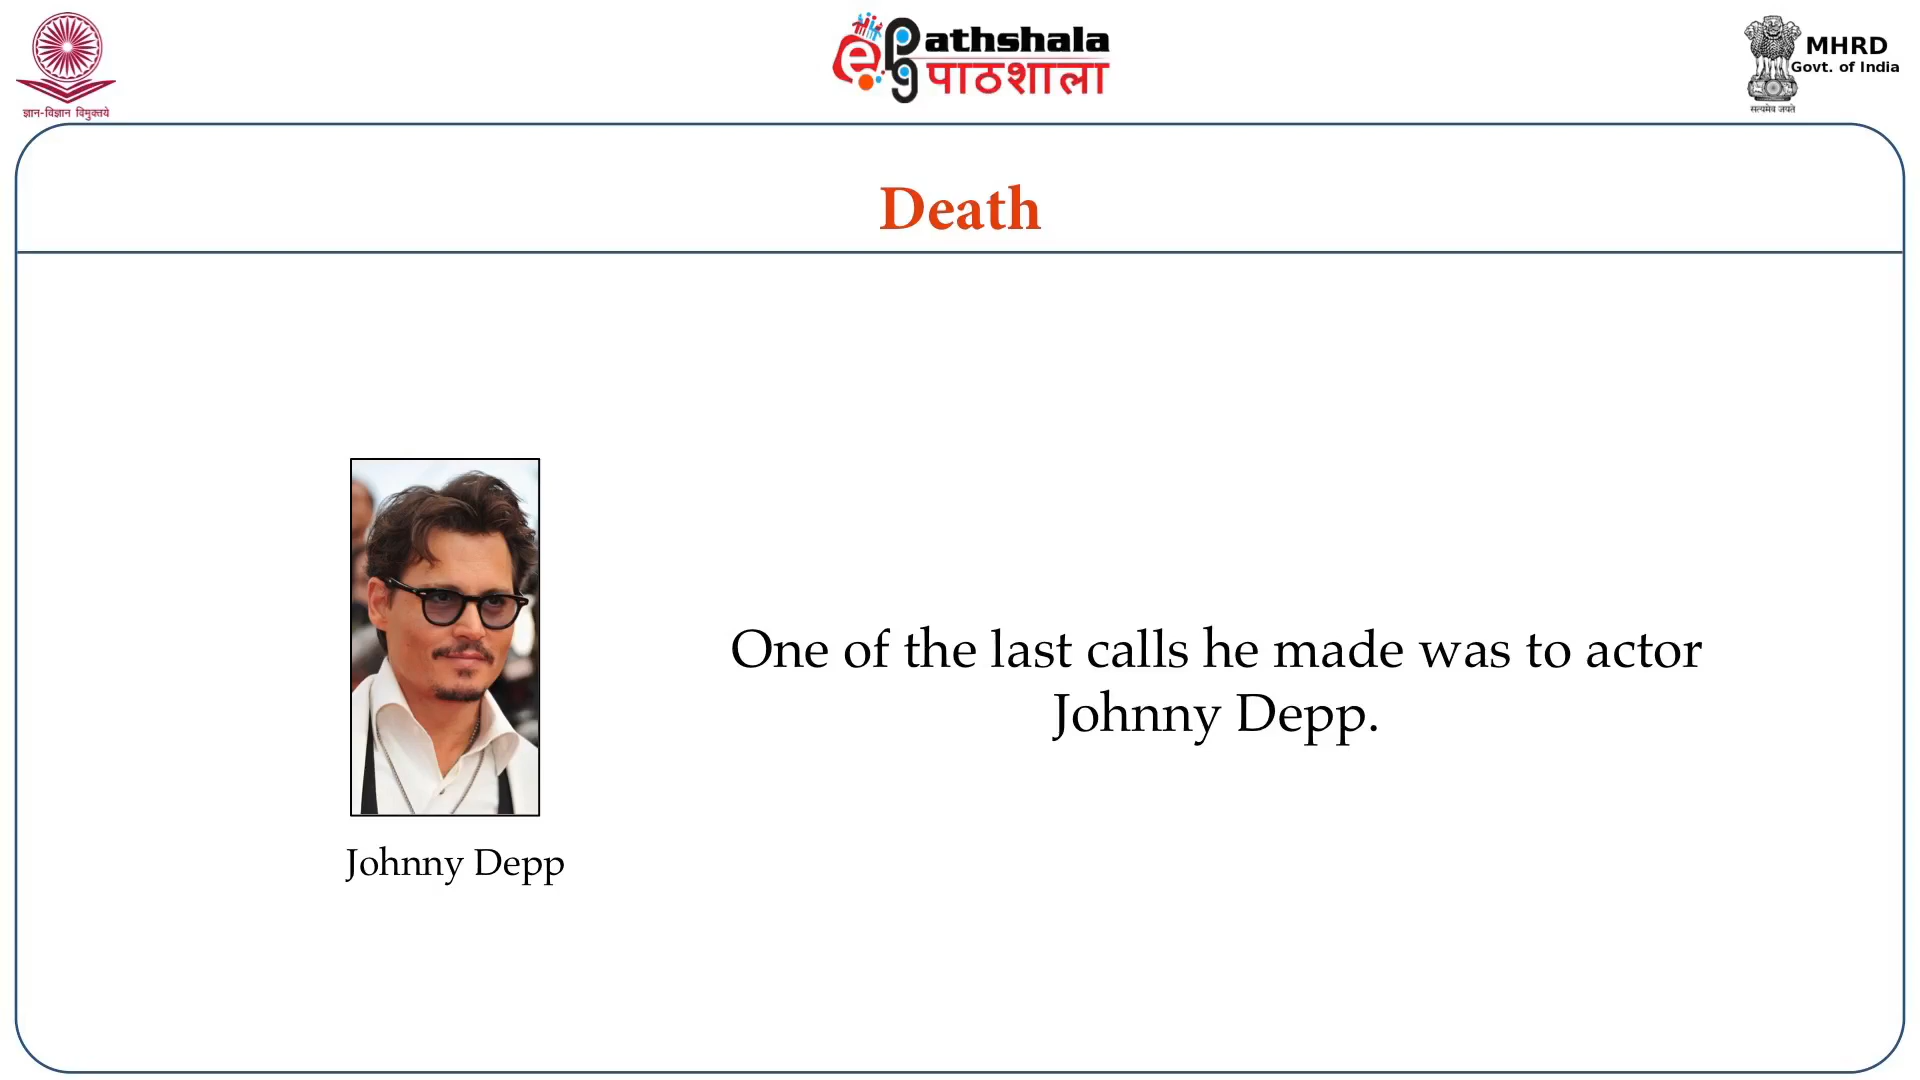 ज्ञान-विज्ञान विमुक्तये
ePathshala
पाठशाला
MHRD
Govt. of India
सत्यमेव जयते
Death
One of the last calls he made was to actor
Johnny Depp.
Johnny Depp